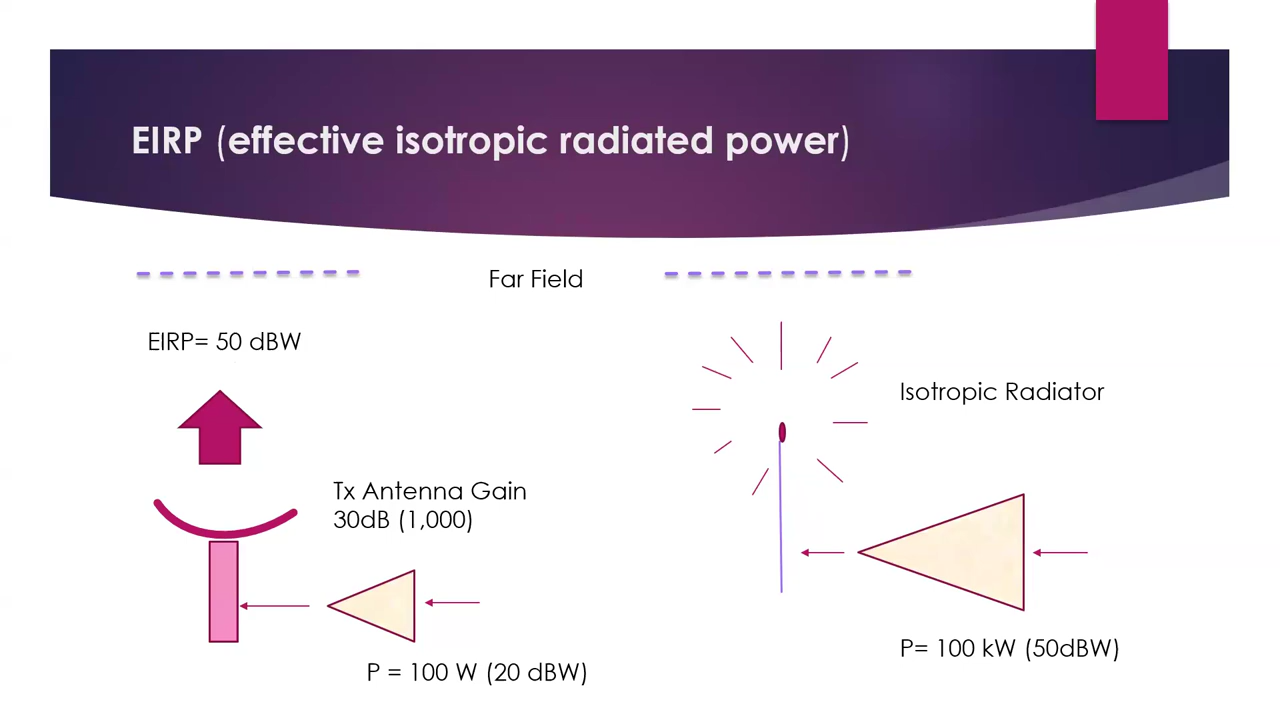 EIRP (effective isotropic radiated power)
Far Field
EIRP= 50 dBW
Isotropic Radiator
Tx Antenna Gain
30dB (1,000)
P= 100 kW (50dBW)
P = 100 W (20 dBW)